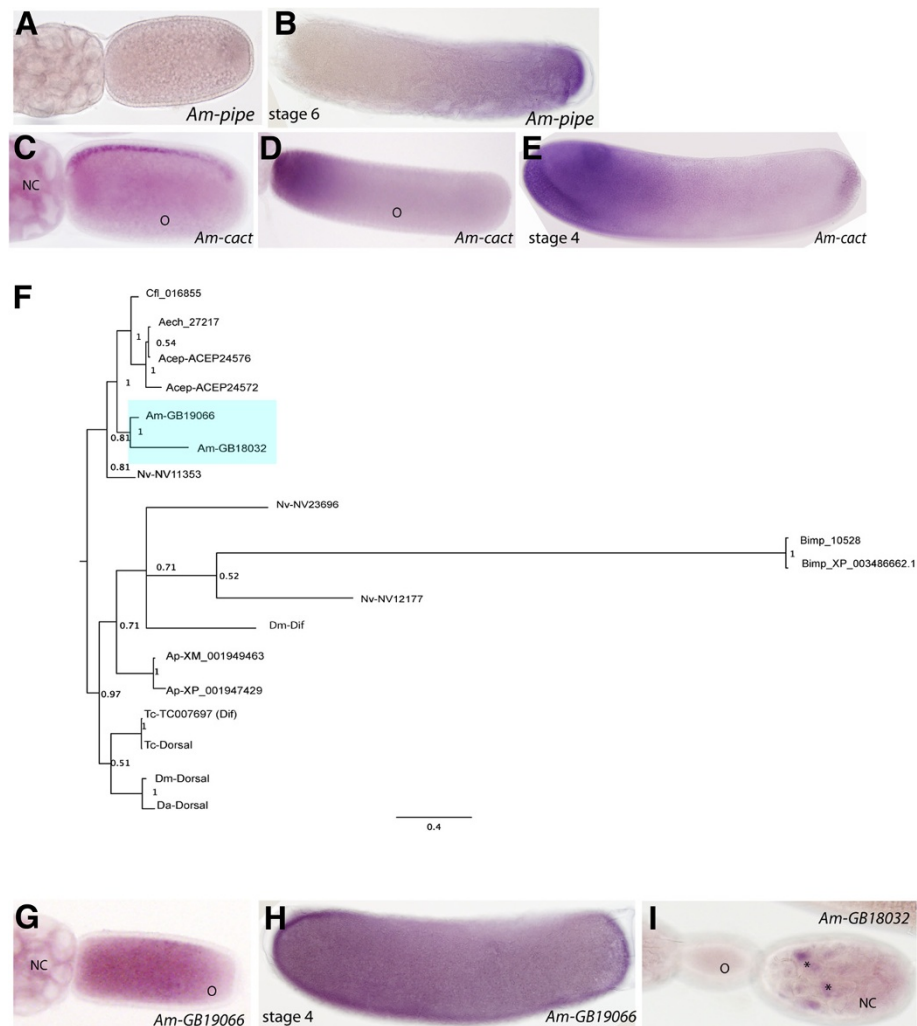 A
Am-pipe
B
stage 6
Am-pipe
C
NC
O
Am-cact
D
O
Am-cact
E
stage 4
Am-cact
F
Cfl_016855
Aech_27217
1
0.54
Acep-ACEP24576
1
1
Acep-ACEP24572
Am-GB19066
1
0.81
Am-GB18032
0.81
Nv-NV11353
Nv-NV23696
Bimp_10528
1
Bimp_XP_003486662.1
0.71
0.52
Nv-NV12177
0.71
Dm-Dif
Ap-XM_001949463
1
Ap-XP_001947429
0.97
Tc-TC007697 (Dif)
1
Tc-Dorsal
0.51
Dm-Dorsal
1
Da-Dorsal
0.4
G
NC
O
Am-GB19066
H
stage 4
Am-GB19066
I
Am-GB18032
O
*
*
NC